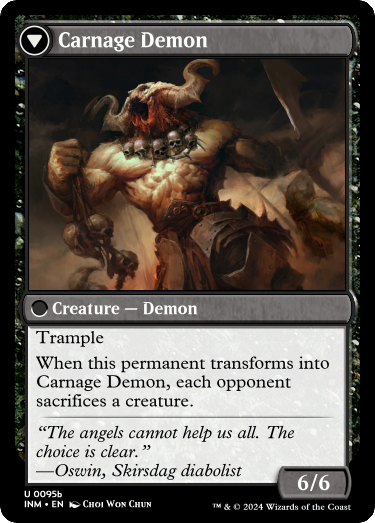 Carnage Demon
Creature — Demon
Trample
When this permanent transforms into
Carnage Demon, each opponent
sacrifices a creature.
“The angels cannot help us all. The
choice is clear.”
—Oswin, Skirsdag diabolist
6/6
U 0095b
INM • EN Choi Won Chun
™ & © 2024 Wizards of the Coast